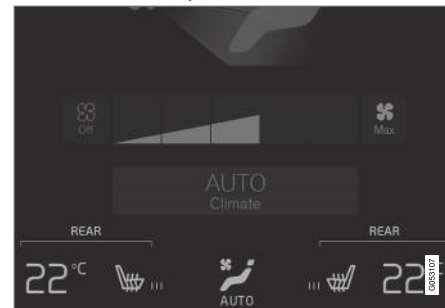 Off
Max
AUTO
Climate
REAR
REAR
22°C
22
AUTO
G053107